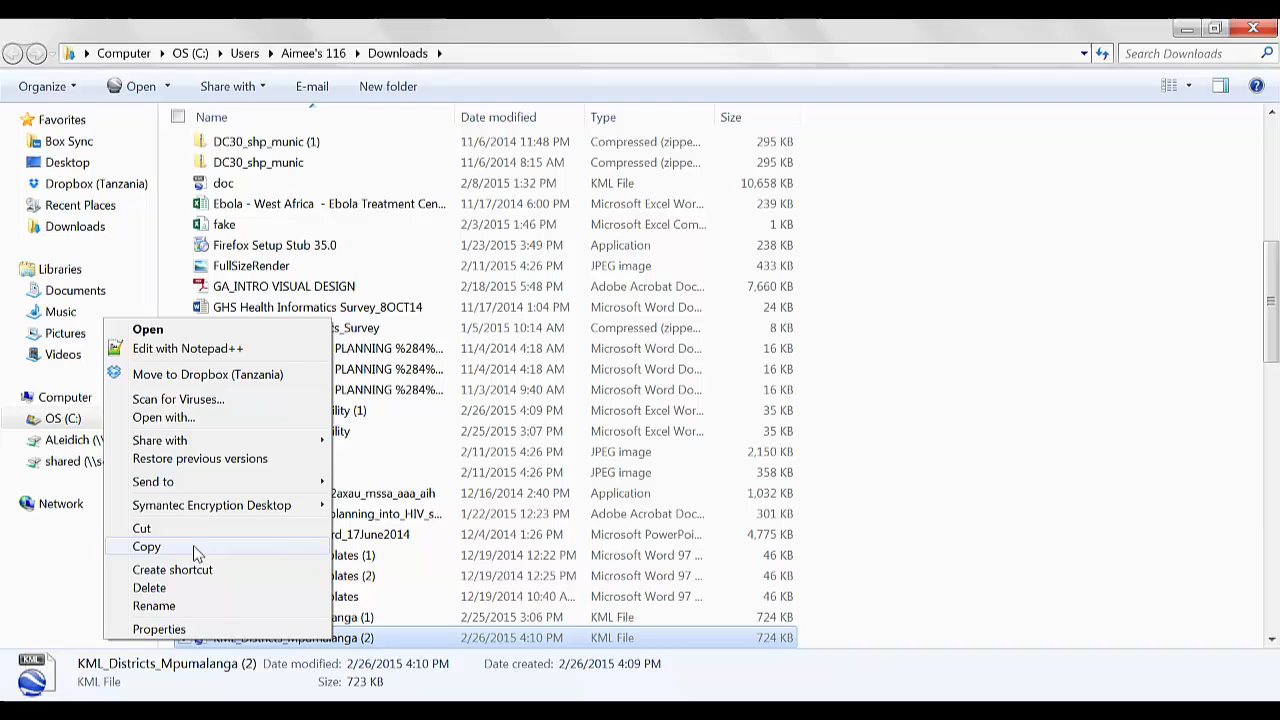 Computer OS (C:) Users Aimee's 116 Downloads Search Downloads
Organize Open Share with E-mail New folder
Favorites
Box Sync
Desktop
Dropbox (Tanzania)
Recent Places
Downloads
Libraries
Documents
Music
Pictures
Videos
Computer
OS (C:)
ALeidich (\\
shared (\\s
Network
Name Date modified Type Size
DC30_shp_munic (1) 11/6/2014 11:48 PM Compressed (zippe... 295 KB
DC30_shp_munic 11/6/2014 8:15 AM Compressed (zippe... 295 KB
doc 2/8/2015 1:32 PM KML File 10,658 KB
Ebola - West Africa - Ebola Treatment Cen... 11/17/2014 6:00 PM Microsoft Excel Wor... 239 KB
fake 2/3/2015 1:46 PM Microsoft Excel Com... 1 KB
Firefox Setup Stub 35.0 1/23/2015 3:49 PM Application 238 KB
FullSizeRender 2/11/2015 4:26 PM JPEG image 433 KB
GA_INTRO VISUAL DESIGN 2/18/2015 5:48 PM Adobe Acrobat Doc... 7,660 KB
GHS Health Informatics Survey_8OCT14 11/17/2014 1:04 PM Microsoft Word Do... 24 KB
ts_Survey 1/5/2015 10:14 AM Compressed (zippe... 8 KB
PLANNING %284%... 11/4/2014 4:18 AM Microsoft Word Do... 16 KB
PLANNING %284%... 11/4/2014 4:18 AM Microsoft Word Do... 16 KB
PLANNING %284%... 11/3/2014 9:40 AM Microsoft Word Do... 16 KB
ility (1) 2/26/2015 4:09 PM Microsoft Excel Wor... 35 KB
ility 2/25/2015 3:07 PM Microsoft Excel Wor... 35 KB
2/11/2015 4:26 PM JPEG image 2,150 KB
2/11/2015 4:26 PM JPEG image 358 KB
2axau_mssa_aaa_aih 12/16/2014 2:40 PM Application 1,032 KB
planning_into_HIV_s... 1/22/2015 12:23 PM Adobe Acrobat Doc... 301 KB
rd_17June2014 12/4/2014 1:26 PM Microsoft PowerPoi... 4,775 KB
plates (1) 12/19/2014 12:22 PM Microsoft Word 97 ... 46 KB
plates (2) 12/19/2014 12:25 PM Microsoft Word 97 ... 46 KB
plates 12/19/2014 10:40 A... Microsoft Word 97 ... 46 KB
anga (1) 2/25/2015 3:06 PM KML File 724 KB
KML_Districts_Mpumalanga (2) 2/26/2015 4:10 PM KML File 724 KB
Open
Edit with Notepad++
Move to Dropbox (Tanzania)
Scan for Viruses...
Open with...
Share with
Restore previous versions
Send to
Symantec Encryption Desktop
Cut
Copy
Create shortcut
Delete
Rename
Properties
KML_Districts_Mpumalanga (2) Date modified: 2/26/2015 4:10 PM Date created: 2/26/2015 4:09 PM
KML File Size: 723 KB